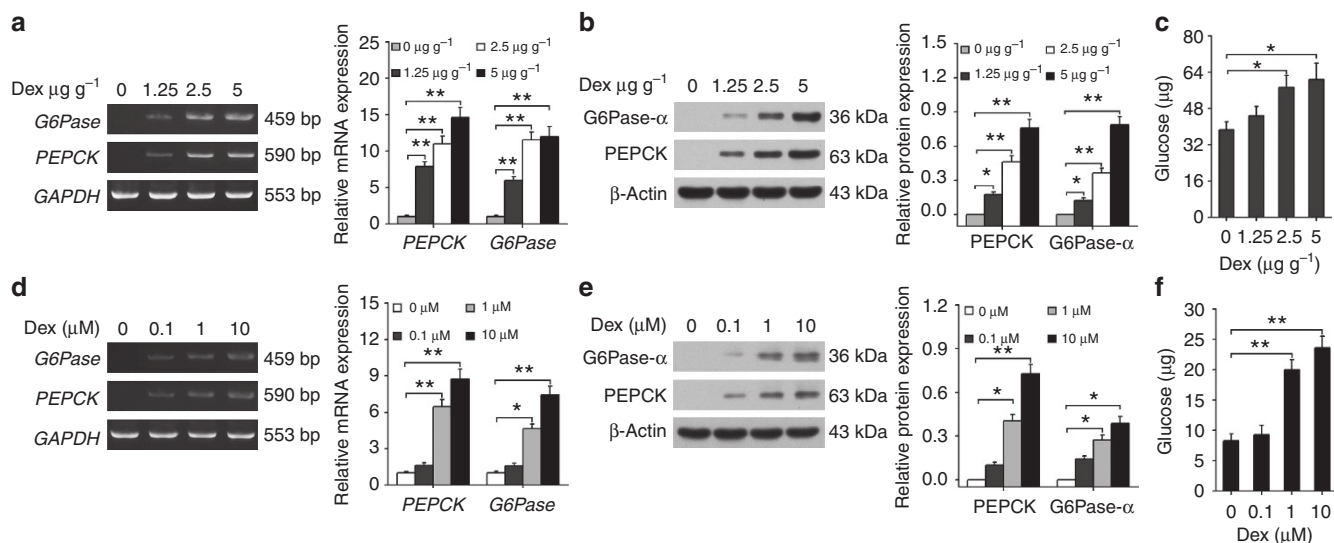 a
Dex µg g⁻¹ 0 1.25 2.5 5
G6Pase 459 bp
PEPCK 590 bp
GAPDH 553 bp
Relative mRNA expression
25
20
15
10
5
0
0 µg g⁻¹ 2.5 µg g⁻¹
1.25 µg g⁻¹ 5 µg g⁻¹
** **
** **
** **
PEPCK G6Pase
b
Dex µg g⁻¹ 0 1.25 2.5 5
G6Pase-α 36 kDa
PEPCK 63 kDa
β-Actin 43 kDa
Relative protein expression
1.5
1.2
0.9
0.6
0.3
0.0
0 µg g⁻¹ 2.5 µg g⁻¹
1.25 µg g⁻¹ 5 µg g⁻¹
** **
** **
* *
PEPCK G6Pase-α
c
Glucose (µg)
80
64
48
32
16
0
*
*
0 1.25 2.5 5
Dex (µg g⁻¹)
d
Dex (µM) 0 0.1 1 10
G6Pase 459 bp
PEPCK 590 bp
GAPDH 553 bp
Relative mRNA expression
15
12
9
6
3
0
0 µM 1 µM
0.1 µM 10 µM
** **
** *
PEPCK G6Pase
e
Dex (µM) 0 0.1 1 10
G6Pase-α 36 kDa
PEPCK 63 kDa
β-Actin 43 kDa
Relative protein expression
1.2
0.9
0.6
0.3
0.0
0 µM 1 µM
0.1 µM 10 µM
** *
* *
PEPCK G6Pase-α
f
Glucose (µg)
30
25
20
15
10
5
0
**
**
0 0.1 1 10
Dex (µM)